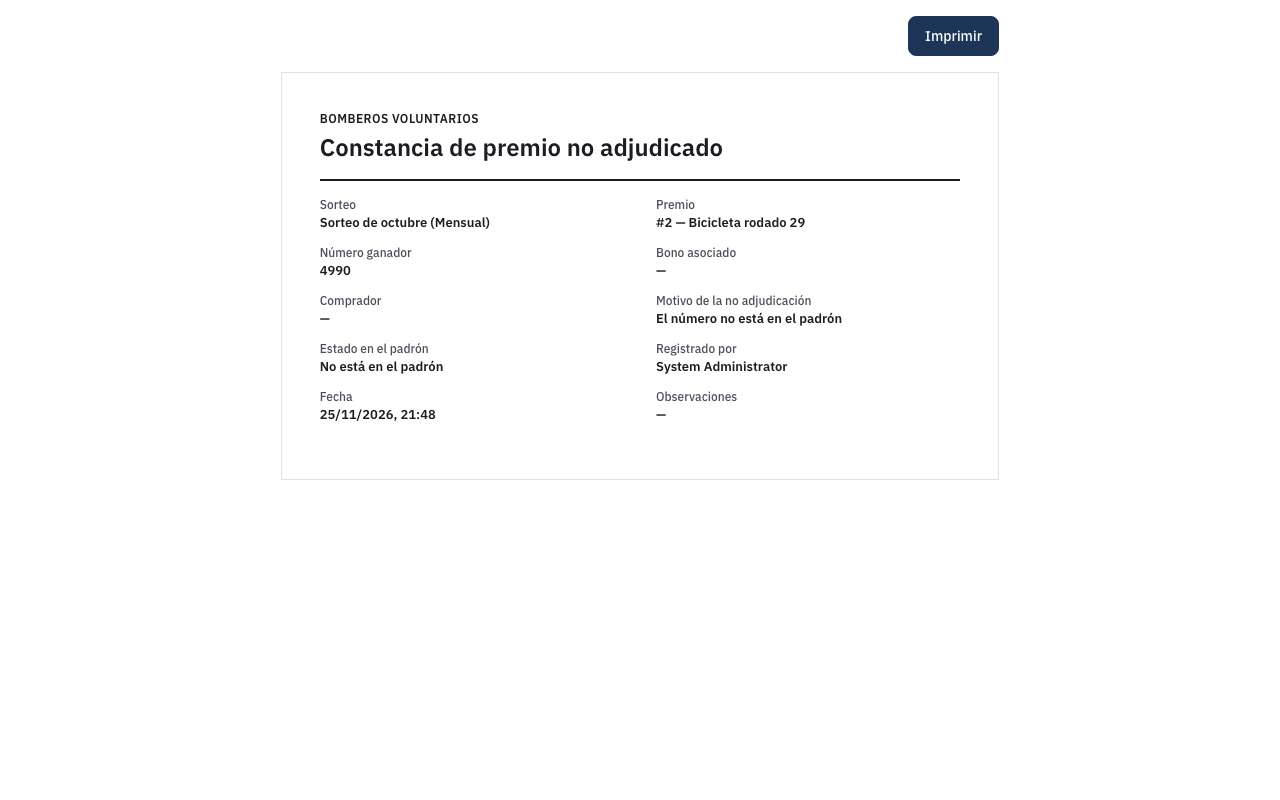 Imprimir
BOMBEROS VOLUNTARIOS
Constancia de premio no adjudicado
Sorteo
Sorteo de octubre (Mensual)
Premio
#2 — Bicicleta rodado 29
Número ganador
4990
Bono asociado
—
Comprador
—
Motivo de la no adjudicación
El número no está en el padrón
Estado en el padrón
No está en el padrón
Registrado por
System Administrator
Fecha
25/11/2026, 21:48
Observaciones
—